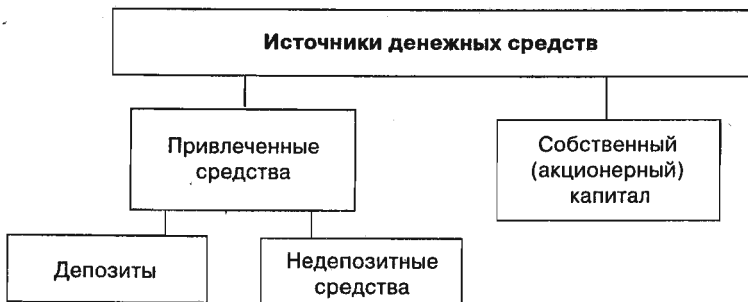 Источники денежных средств
Привлеченные
средства
Собственный
(акционерный)
капитал
Депозиты
Недепозитные
средства